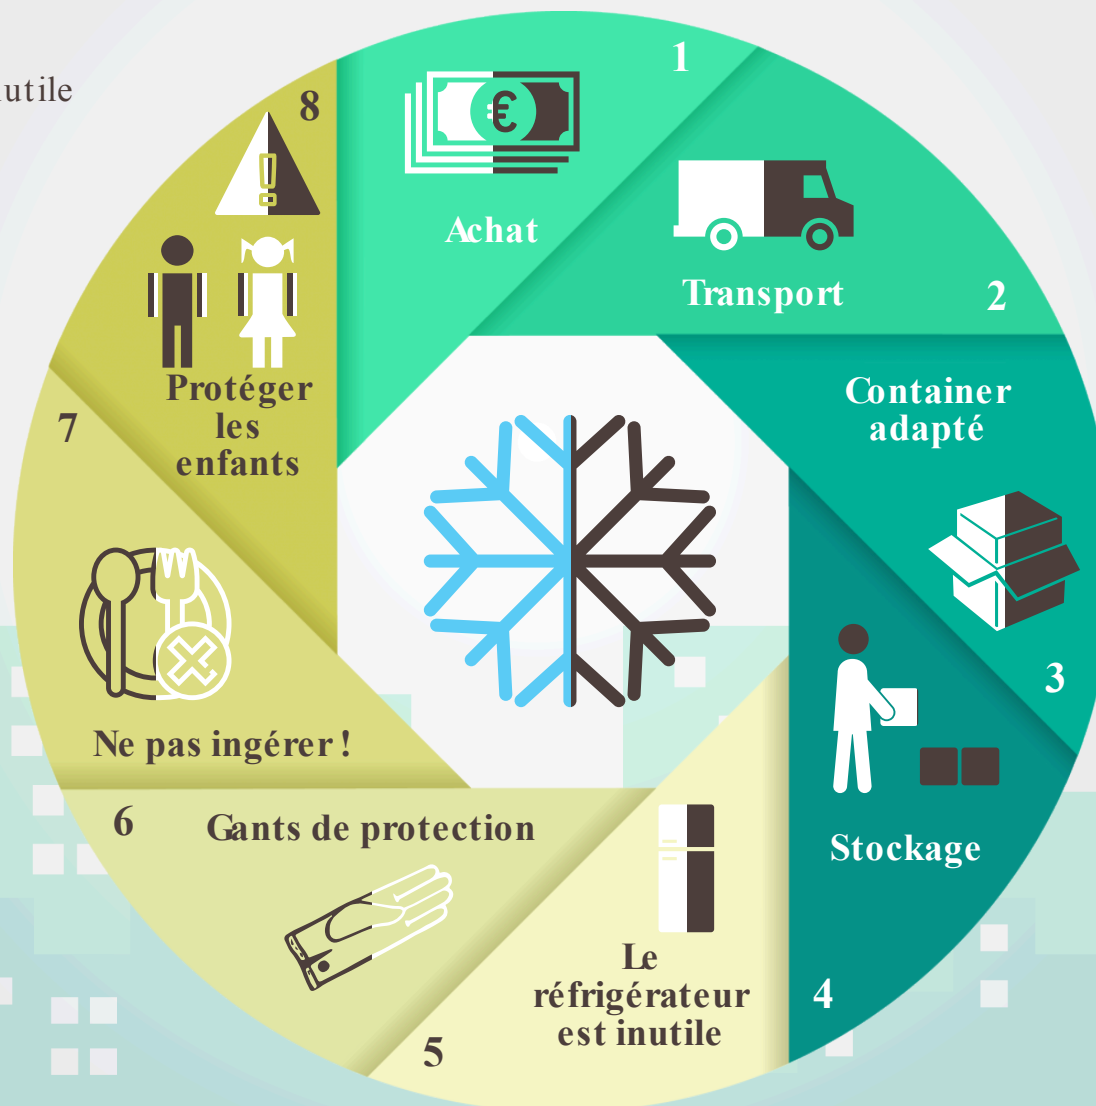 1
€
Achat
Transport
2
Container
adapté
3
Stockage
4
Le
réfrigérateur
est inutile
5
6
Gants de protection
7
Ne pas ingérer !
8
!
Protéger
les
enfants